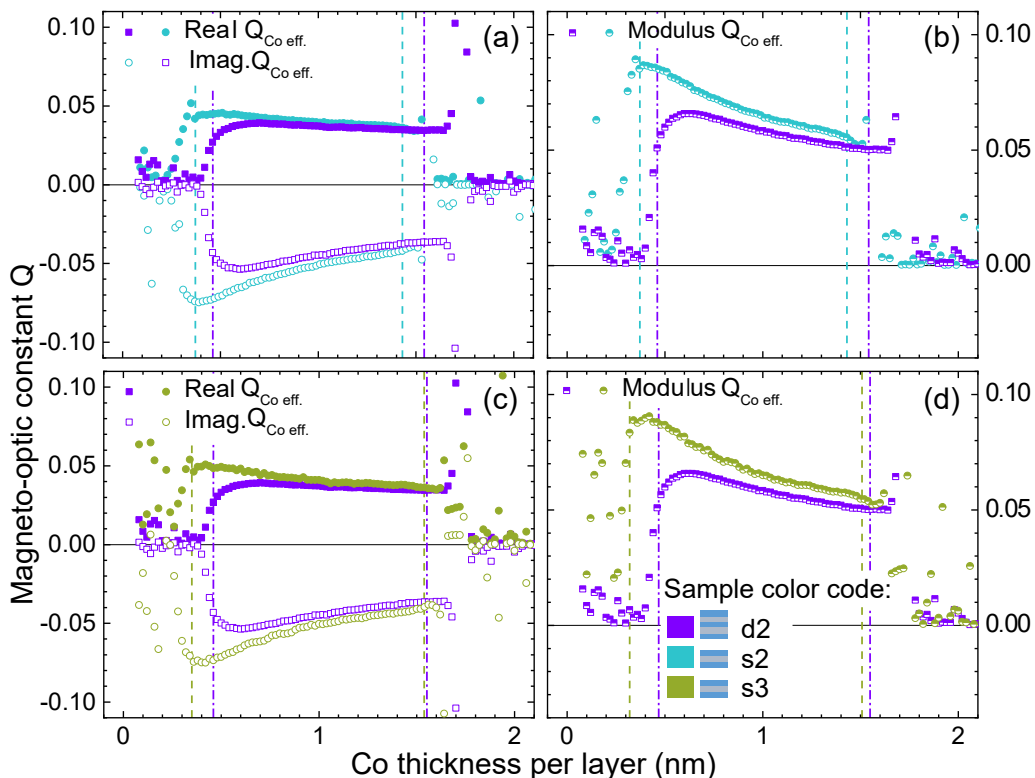 0.10
0.05
0.00
-0.05
-0.10
Real Q Co eff.
Imag.Q Co eff.
(a)
Modulus Q Co eff.
(b)
0.10
0.05
0.00
0.10
0.05
0.00
-0.05
-0.10
Real Q Co eff.
Imag.Q Co eff.
(c)
Modulus Q Co eff.
(d)
0.10
0.05
0.00
Sample color code:
d2
s2
s3
0
1
2
0
1
2
Magneto-optic constant Q
Co thickness per layer (nm)